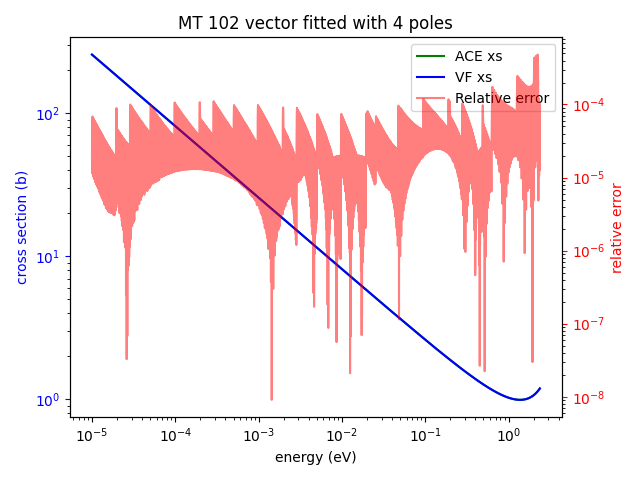 MT 102 vector fitted with 4 poles
ACE xs
VF xs
Relative error
cross section (b)
10²
10¹
10⁰
relative error
10⁻⁴
10⁻⁵
10⁻⁶
10⁻⁷
10⁻⁸
10⁻⁵ 10⁻⁴ 10⁻³ 10⁻² 10⁻¹ 10⁰
energy (eV)